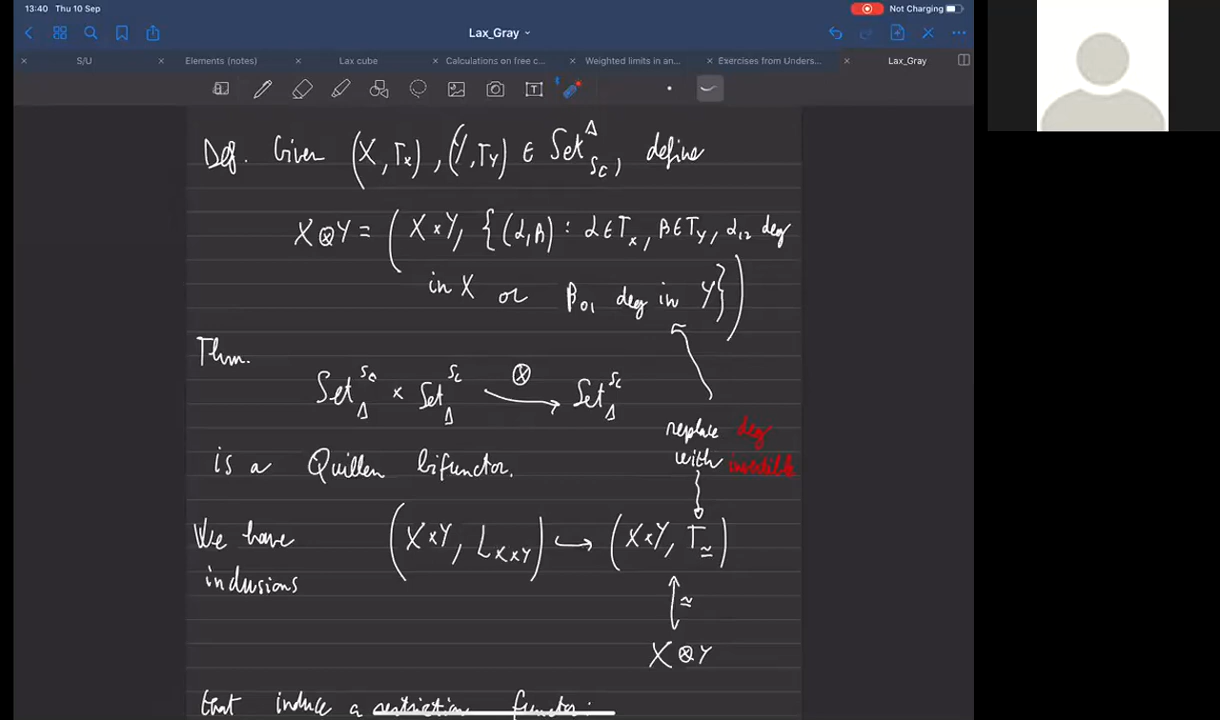 13:40 Thu 10 Sep
Not Charging
Lax_Gray
S/U
Elements (notes)
Lax cube
Calculations on free c...
Weighted limits in an...
Exercises from Unders...
Lax_Gray
Def. Given (X, T_X), (Y, T_Y) ∈ Set^Δ_sc, define
X ⊗ Y = (X × Y, {(α, β) : α ∈ T_X, β ∈ T_Y, α_12 deg
in X or β_01 deg in Y})
Thm.
Set_Δ^sc × Set_Δ^sc ⊗→ Set_Δ^sc
replace deg
with invertible
is a Quillen bifunctor.
We have (X × Y, L_X×Y) ↪ (X × Y, T_≃)
inclusions
≃
X ⊗ Y
that induce a restriction functor: